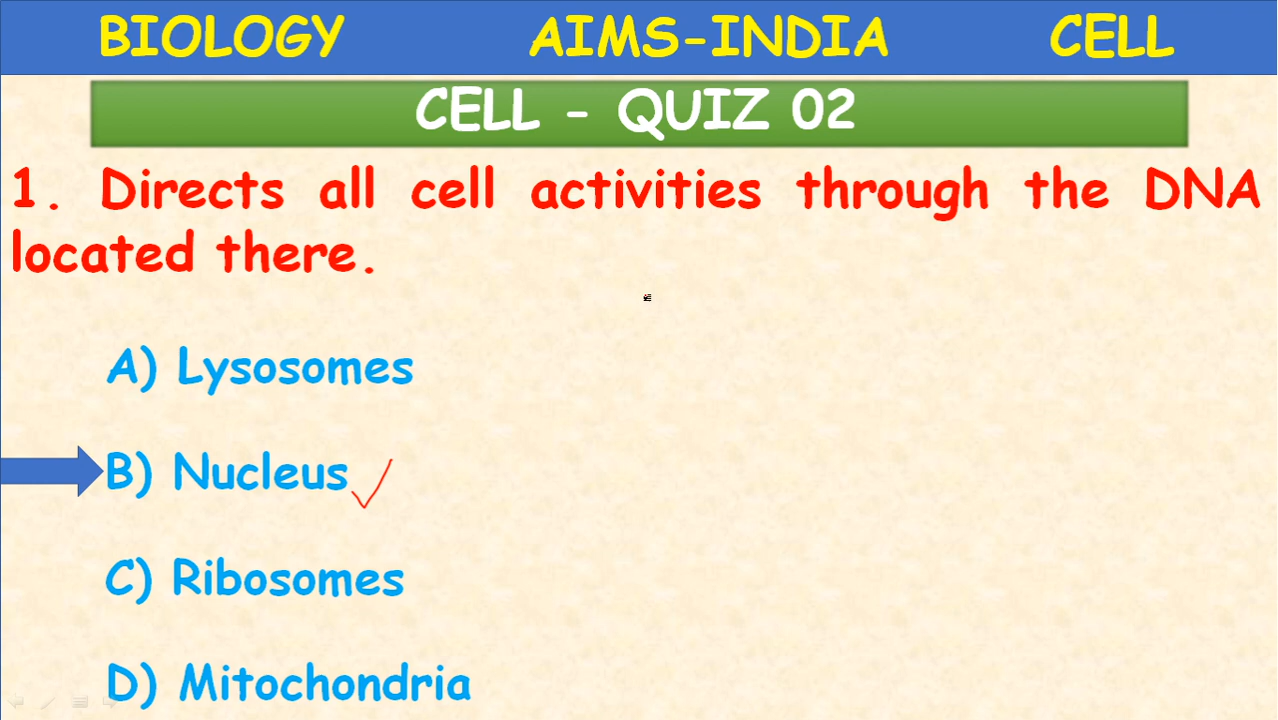 BIOLOGY AIMS-INDIA CELL
CELL - QUIZ 02
1. Directs all cell activities through the DNA
located there.
A) Lysosomes
B) Nucleus
C) Ribosomes
D) Mitochondria